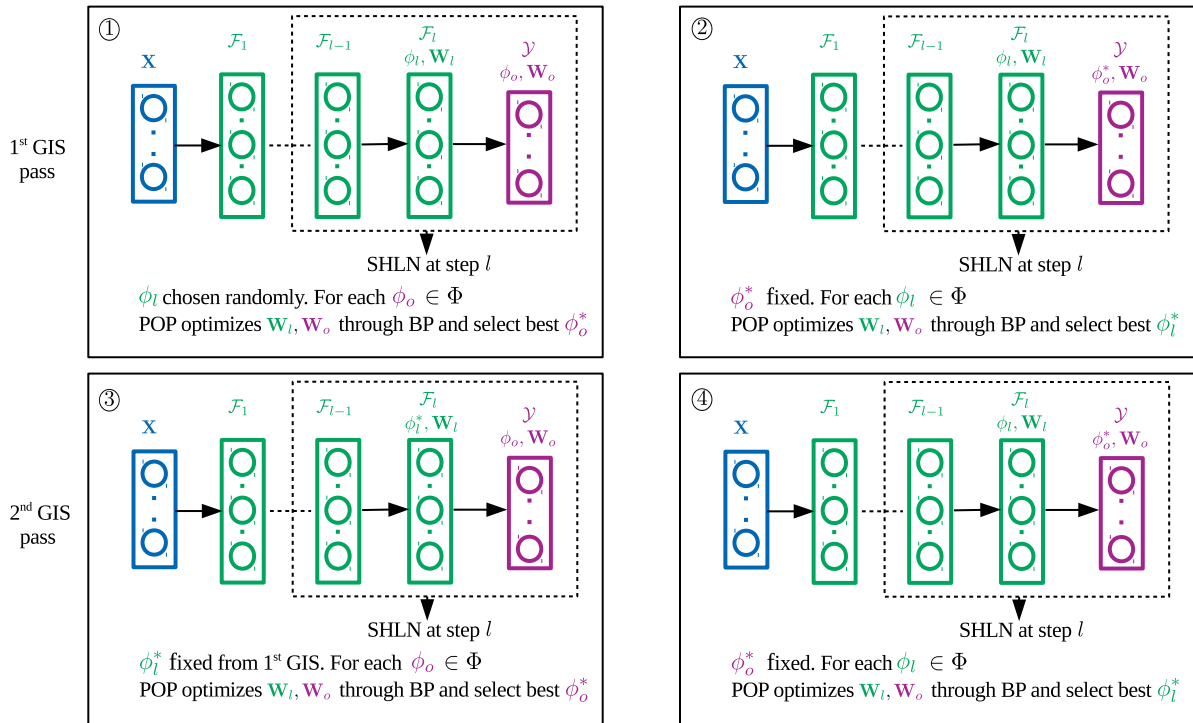 ①
𝓕₁
𝓕ₗ₋₁
𝓕ₗ
ϕₗ, Wₗ
𝒴
ϕₒ, Wₒ
X
SHLN at step l
ϕₗ chosen randomly. For each ϕₒ ∈ Φ
POP optimizes Wₗ, Wₒ through BP and select best ϕₒ*
②
𝓕₁
𝓕ₗ₋₁
𝓕ₗ
ϕₗ, Wₗ
𝒴
ϕₒ*, Wₒ
X
SHLN at step l
ϕₒ* fixed. For each ϕₗ ∈ Φ
POP optimizes Wₗ, Wₒ through BP and select best ϕₗ*
1st GIS
pass
③
𝓕₁
𝓕ₗ₋₁
𝓕ₗ
ϕₗ*, Wₗ
𝒴
ϕₒ, Wₒ
X
SHLN at step l
ϕₗ* fixed from 1st GIS. For each ϕₒ ∈ Φ
POP optimizes Wₗ, Wₒ through BP and select best ϕₒ*
④
𝓕₁
𝓕ₗ₋₁
𝓕ₗ
ϕₗ, Wₗ
𝒴
ϕₒ*, Wₒ
X
SHLN at step l
ϕₒ* fixed. For each ϕₗ ∈ Φ
POP optimizes Wₗ, Wₒ through BP and select best ϕₗ*
2nd GIS
pass